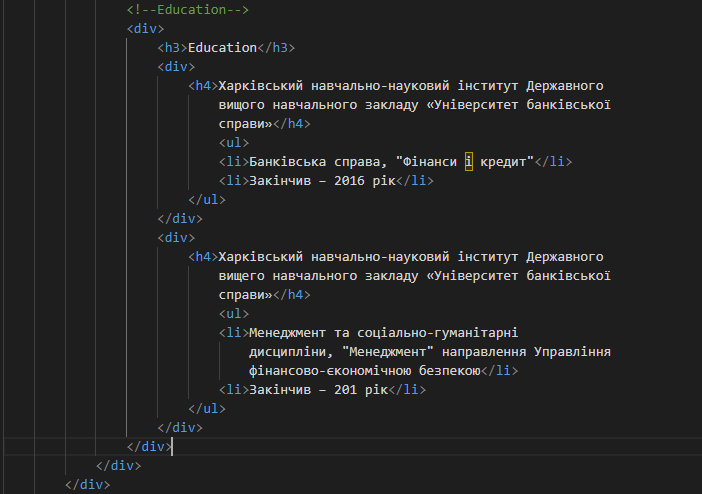 <!--Education-->
<div>
<h3>Education</h3>
<div>
<h4>Харківський навчально-науковий інститут Державного
вищого навчального закладу «Університет банківської
справи»</h4>
<ul>
<li>Банківська справа, "Фінанси і кредит"</li>
<li>Закінчив – 2016 рік</li>
</ul>
</div>
<div>
<h4>Харківський навчально-науковий інститут Державного
вищего навчального закладу «Університет банківської
справи»</h4>
<ul>
<li>Менеджмент та соціально-гуманітарні
дисципліни, "Менеджмент" направлення Управління
фінансово-єкономічною безпекою</li>
<li>Закінчив – 201 рік</li>
</ul>
</div>
</div>
</div>
</div>